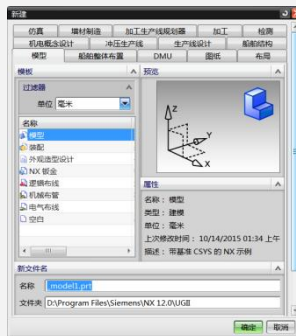 新建
仿真 增材制造 加工生产线规划器 加工 检测
机电概念设计 冲压生产线 生产线设计 船舶结构
模型 船舶整体布置 DMU 图纸 布局
模板
预览
过滤器
单位 毫米
名称
模型
装配
外观造型设计
NX 钣金
逻辑布线
机械布管
电气布线
空白
Z
Y
X
属性
名称：模型
类型：建模
单位：毫米
上次修改时间：10/14/2015 01:34 上午
描述：带基准 CSYS 的 NX 示例
新文件名
名称 _model1.prt
文件夹 D:\Program Files\Siemens\NX 12.0\UGII
确定 取消